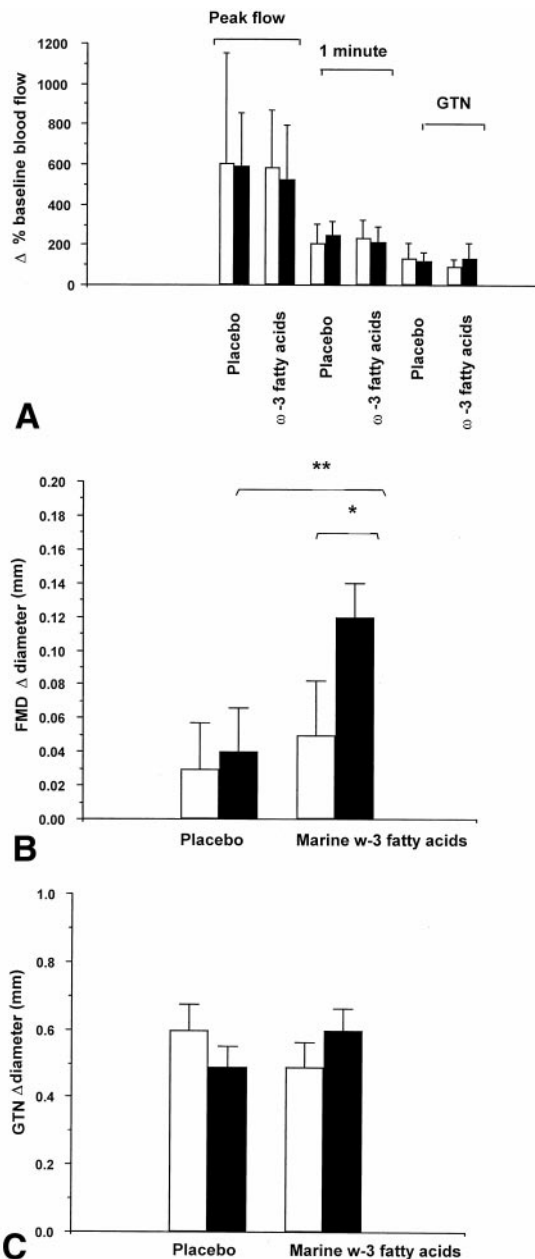 Peak flow
1 minute
GTN
Δ % baseline blood flow
1200
1000
800
600
400
200
0
Placebo
ω -3 fatty acids
Placebo
ω -3 fatty acids
Placebo
ω -3 fatty acids
A
**
*
FMD Δ diameter (mm)
0.20
0.18
0.16
0.14
0.12
0.10
0.08
0.06
0.04
0.02
0.00
Placebo
Marine w-3 fatty acids
B
GTN Δ diameter (mm)
1.0
0.8
0.6
0.4
0.2
0.0
Placebo
Marine w-3 fatty acids
C